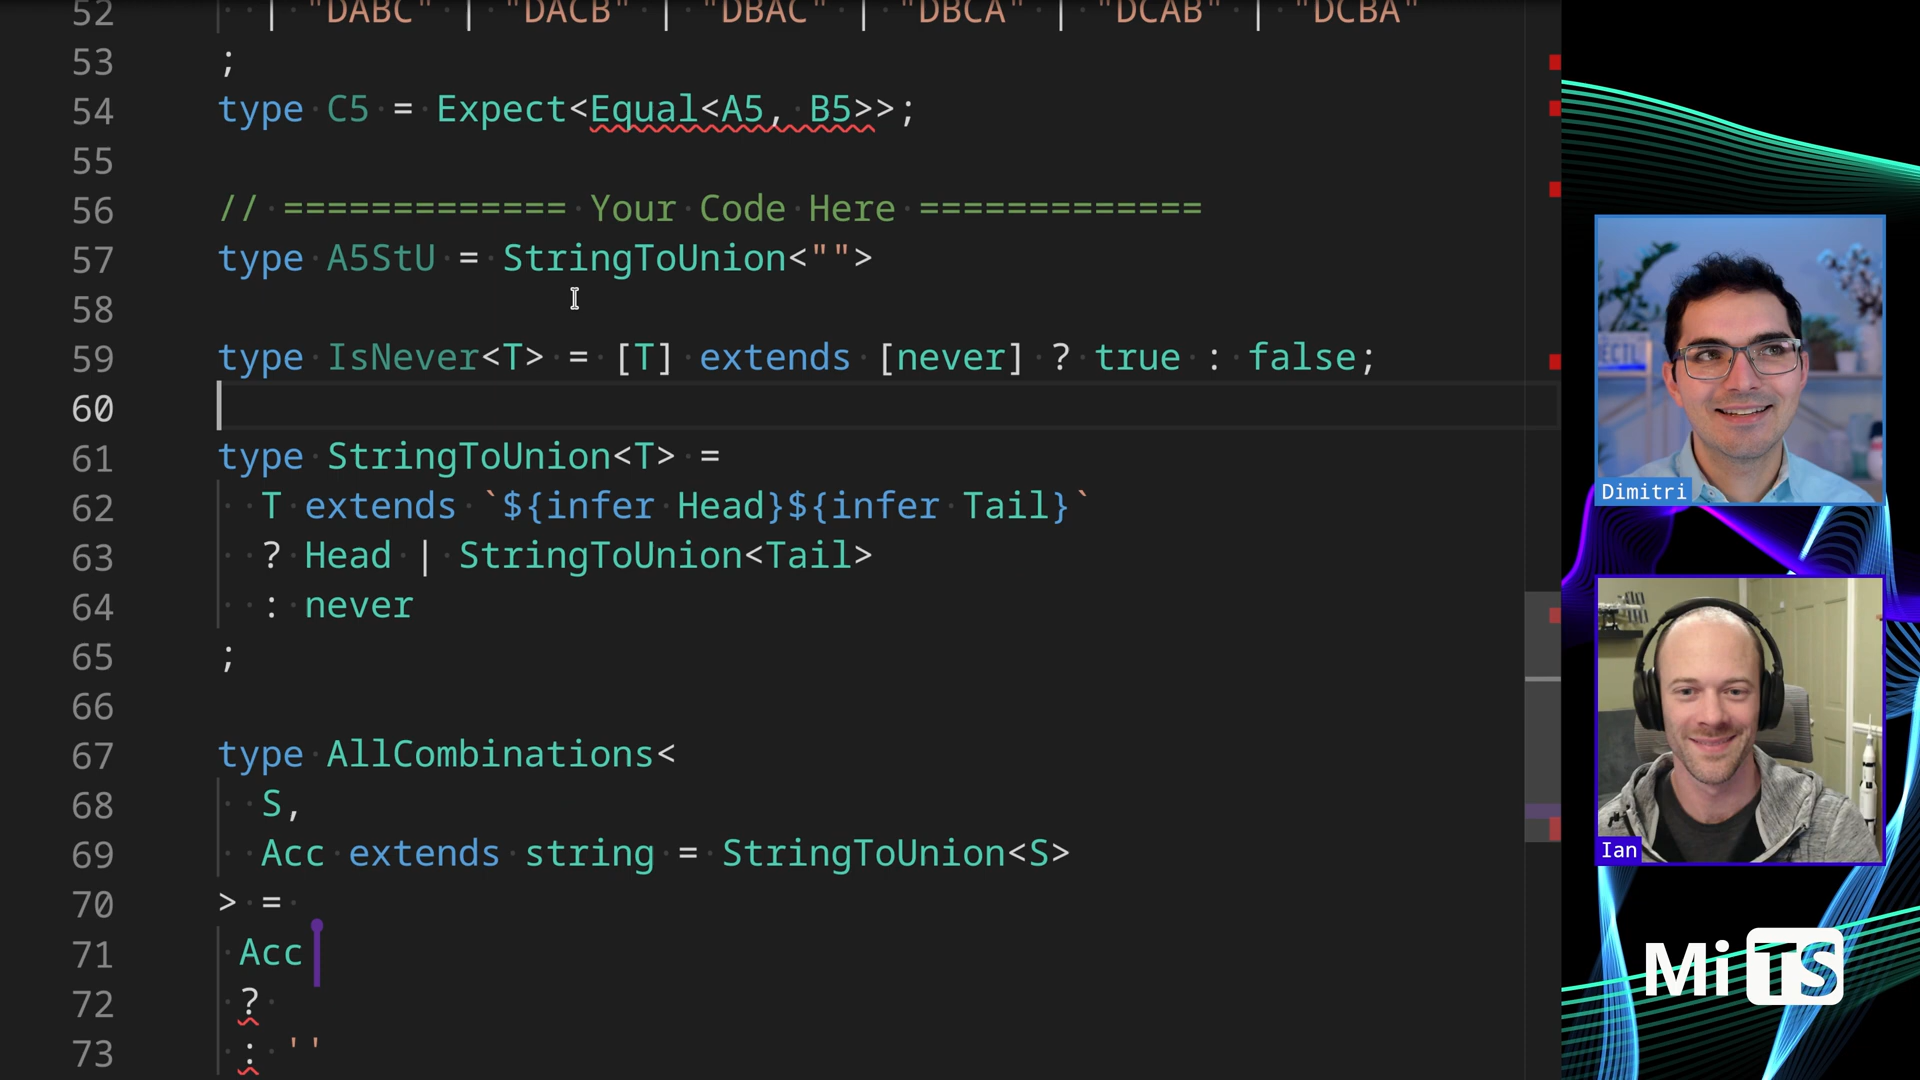 52 | "DABC" | "DACB" | "DBAC" | "DBCA" | "DCAB" | "DCBA"
53 ;
54 type C5 = Expect<Equal<A5, B5>>;
55
56 // ============= Your Code Here =============
57 type A5StU = StringToUnion<"">
58
59 type IsNever<T> = [T] extends [never] ? true : false;
60
61 type StringToUnion<T> =
62 T extends `${infer Head}${infer Tail}`
63 ? Head | StringToUnion<Tail>
64 : never
65 ;
66
67 type AllCombinations<
68 S,
69 Acc extends string = StringToUnion<S>
70 > =
71 Acc
72 ?
73 : ''
Dimitri
Ian
Mi TS